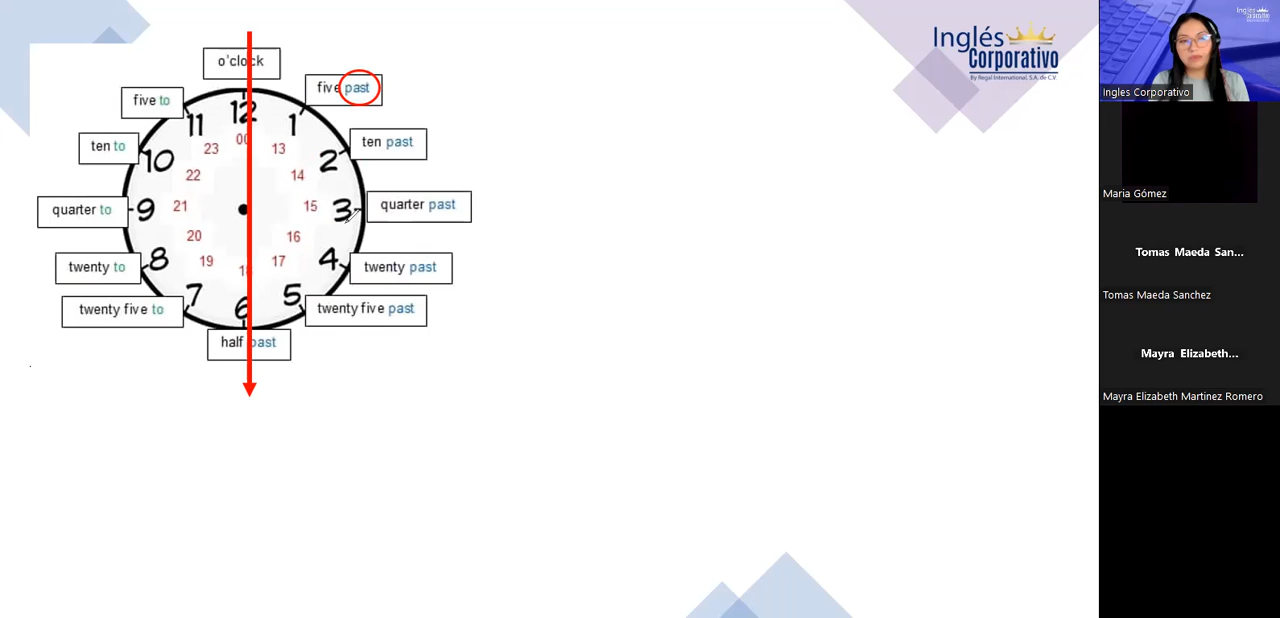 o'clock
five past
five to
12
11
1
ten past
ten to
00
23
13
10
2
22
14
quarter past
quarter to
9
21
15
3
20
16
twenty past
twenty to
8
19
17
4
7
6
5
twenty five past
twenty five to
half past
Inglés
Corporativo
By Regal International, S.A. de C.V.
Ingles Corporativo
Maria Gómez
Tomas Maeda San...
Tomas Maeda Sanchez
Mayra Elizabeth...
Mayra Elizabeth Martinez Romero